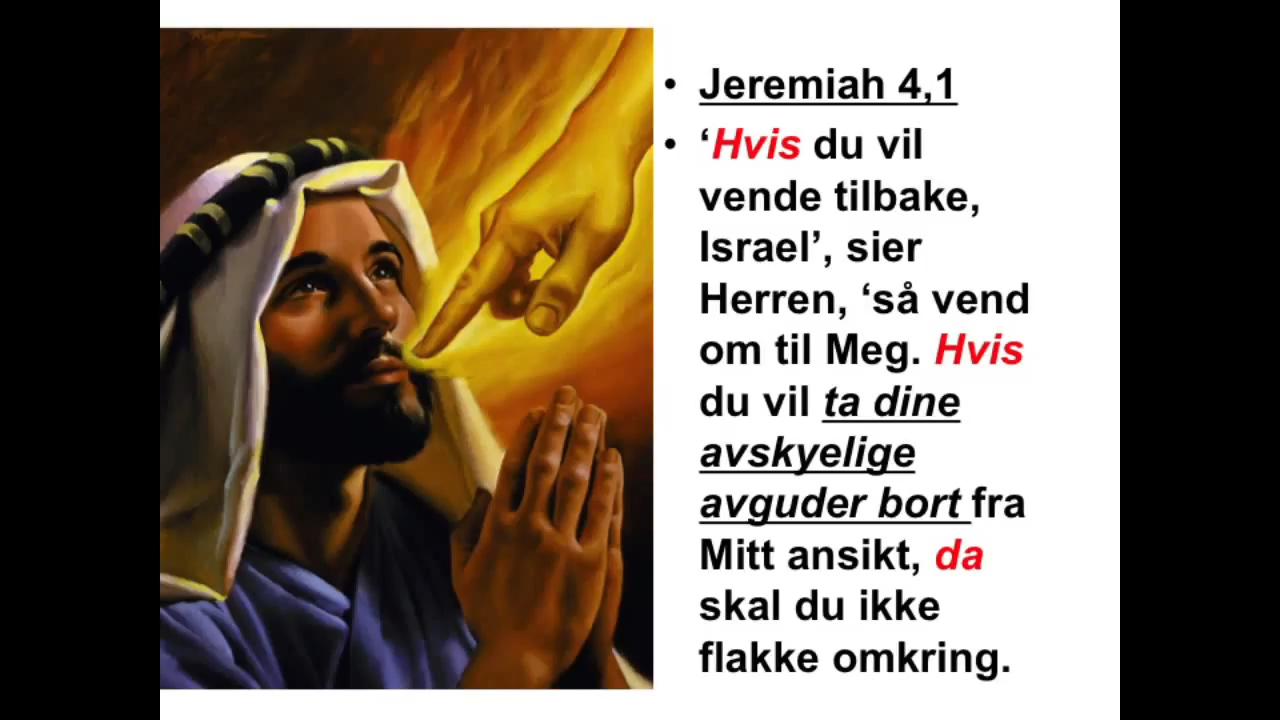 • Jeremiah 4,1
• ‘Hvis du vil
vende tilbake,
Israel’, sier
Herren, ‘så vend
om til Meg. Hvis
du vil ta dine
avskyelige
avguder bort fra
Mitt ansikt, da
skal du ikke
flakke omkring.